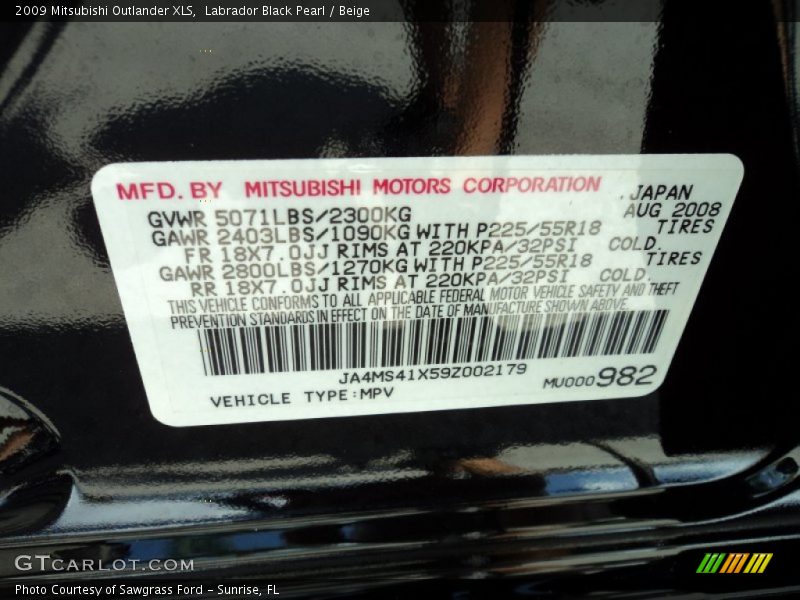 2009 Mitsubishi Outlander XLS,  Labrador Black Pearl / Beige
MFD. BY MITSUBISHI MOTORS CORPORATION ,JAPAN
GVWR 5071LBS/2300KG AUG 2008
GAWR 2403LBS/1090KG WITH P225/55R18 TIRES
FR 18X7.0JJ RIMS AT 220KPA/32PSI COLD.
GAWR 2800LBS/1270KG WITH P225/55R18 TIRES
RR 18X7.0JJ RIMS AT 220KPA/32PSI COLD.
THIS VEHICLE CONFORMS TO ALL APPLICABLE FEDERAL MOTOR VEHICLE SAFETY AND THEFT
PREVENTION STANDARDS IN EFFECT ON THE DATE OF MANUFACTURE SHOWN ABOVE.
JA4MS41X59Z002179
VEHICLE TYPE:MPV MU000982
GTCARLOT.COM
Photo Courtesy of Sawgrass Ford - Sunrise, FL